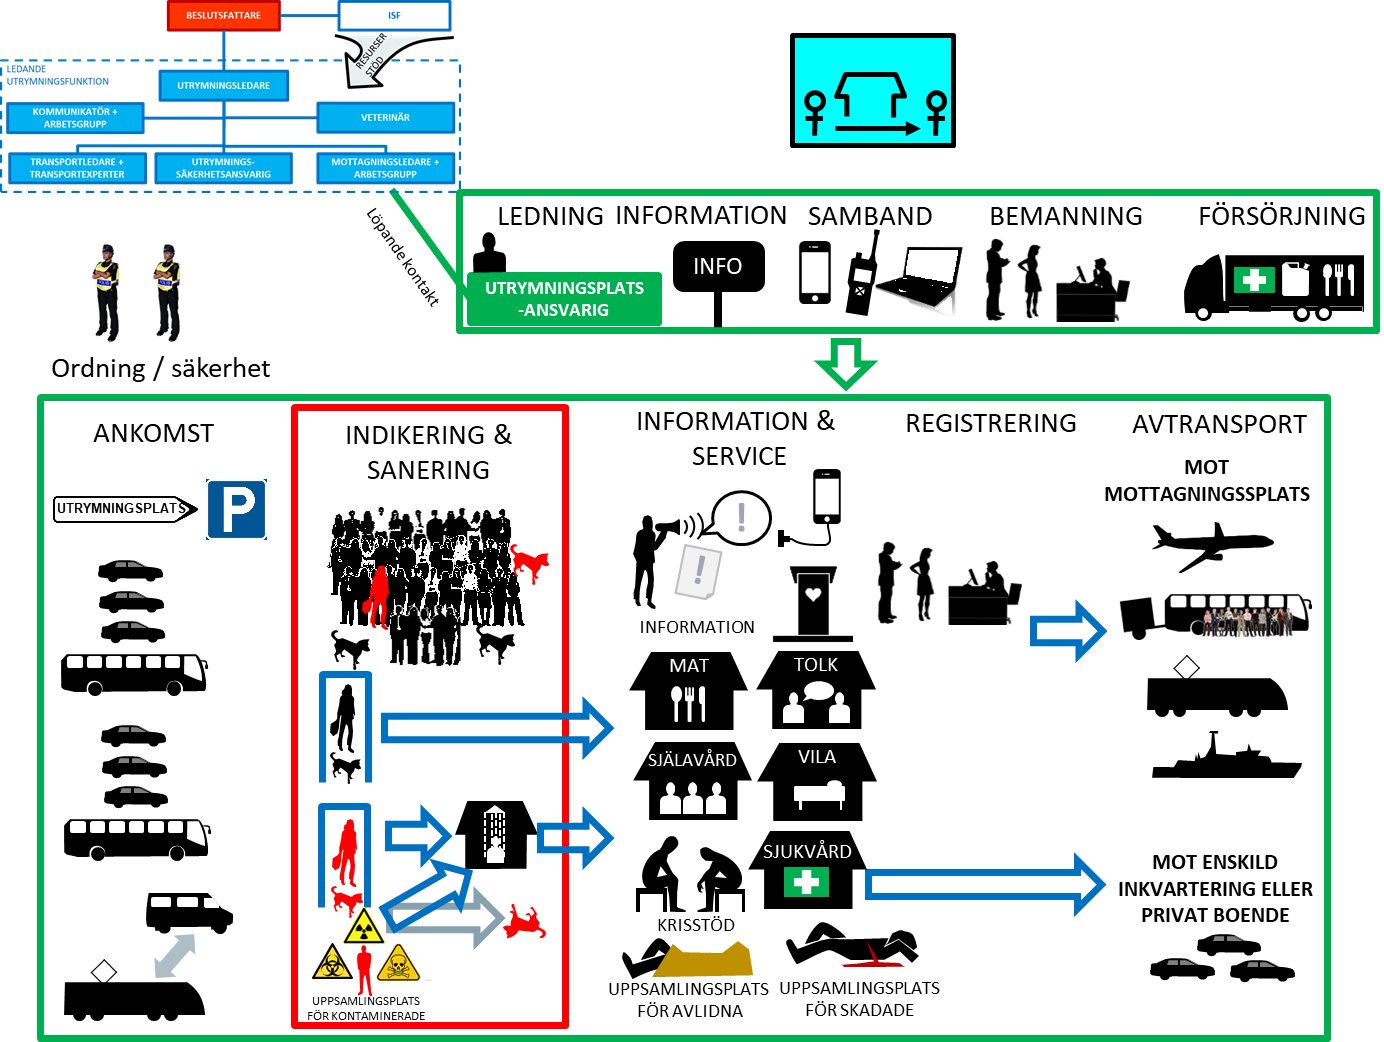 BESLUTSFATTARE
ISF
RESURSER
STÖD
LEDANDE
UTRYMNINGSFUNKTION
UTRYMNINGSLEDARE
KOMMUNIKATÖR +
ARBETSGRUPP
VETERINÄR
TRANSPORTLEDARE +
TRANSPORTEXPERTER
UTRYMNINGS-
SÄKERHETSANSVARIG
MOTTAGNINGSLEDARE +
ARBETSGRUPP
Löpande kontakt
LEDNING
INFORMATION
SAMBAND
BEMANNING
FÖRSÖRJNING
INFO
UTRYMNINGSPLATS
-ANSVARIG
Ordning / säkerhet
ANKOMST
UTRYMNINGSPLATS
P
INDIKERING &
SANERING
UPPSAMLINGSPLATS
FÖR KONTAMINERADE
INFORMATION &
SERVICE
!
!
INFORMATION
MAT
TOLK
SJÄLAVÅRD
VILA
SJUKVÅRD
KRISSTÖD
UPPSAMLINGSPLATS
FÖR AVLIDNA
UPPSAMLINGSPLATS
FÖR SKADADE
REGISTRERING
AVTRANSPORT
MOT
MOTTAGNINGSSPLATS
MOT ENSKILD
INKVARTERING ELLER
PRIVAT BOENDE